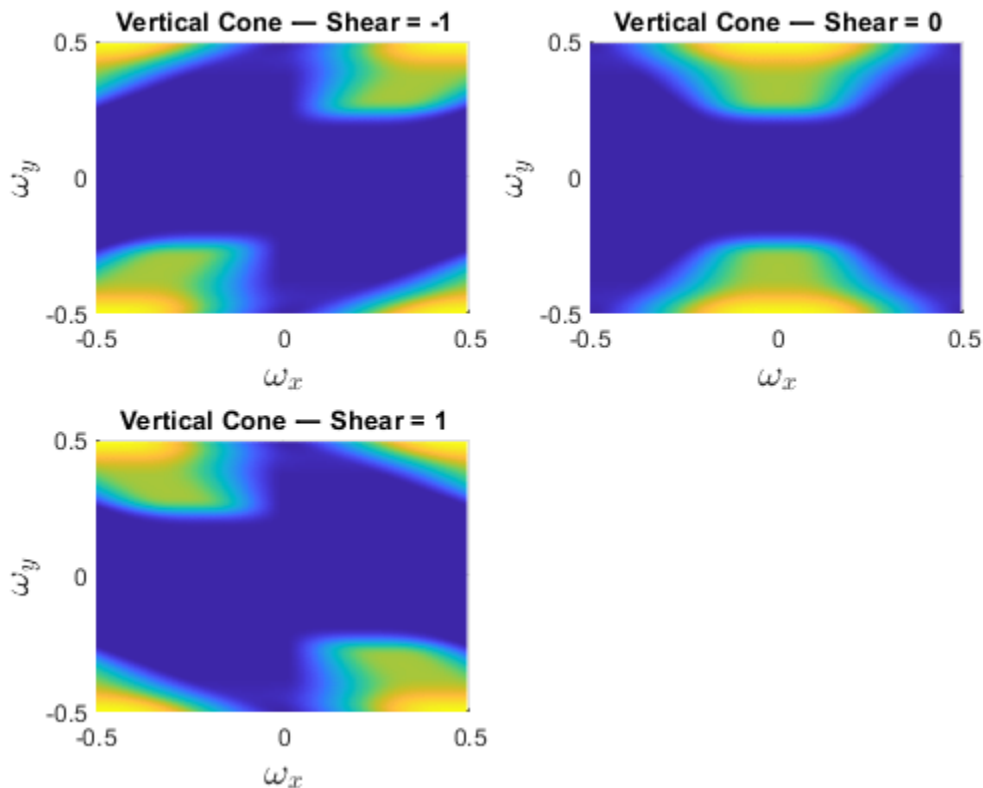 Vertical Cone — Shear = -1
0.5
0
-0.5
ω_y
-0.5 0 0.5
ω_x
Vertical Cone — Shear = 0
0.5
0
-0.5
ω_y
-0.5 0 0.5
ω_x
Vertical Cone — Shear = 1
0.5
0
-0.5
ω_y
-0.5 0 0.5
ω_x